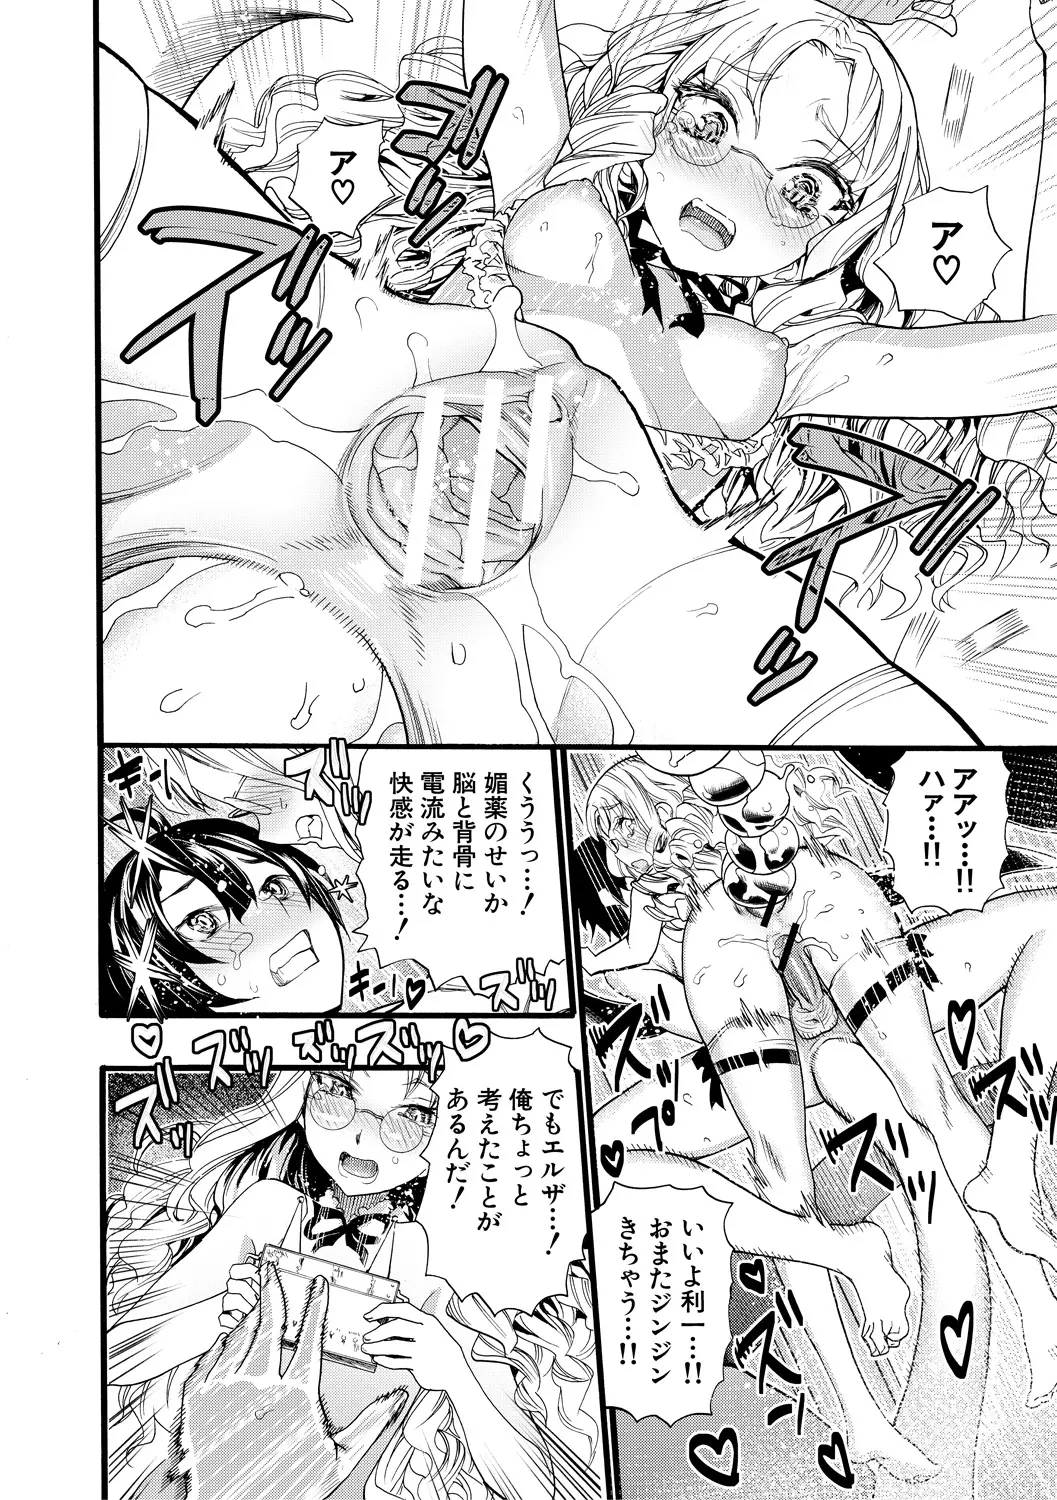 ア♡
ア♡
ズッ
ズッ
ズッ
アアッ…!!
ハァ…!!
いいよ利一…!!
おまたジンジン
きちゃう…!!
くううっ…!
媚薬のせいか
脳と背骨に
電流みたいな
快感が走る…!
キーン
キーン
ズッ
ズッ
ズッ
でもエルザ…!
俺ちょっと
考えたことが
あるんだ!
ズッ
ズッ
ズッズッ